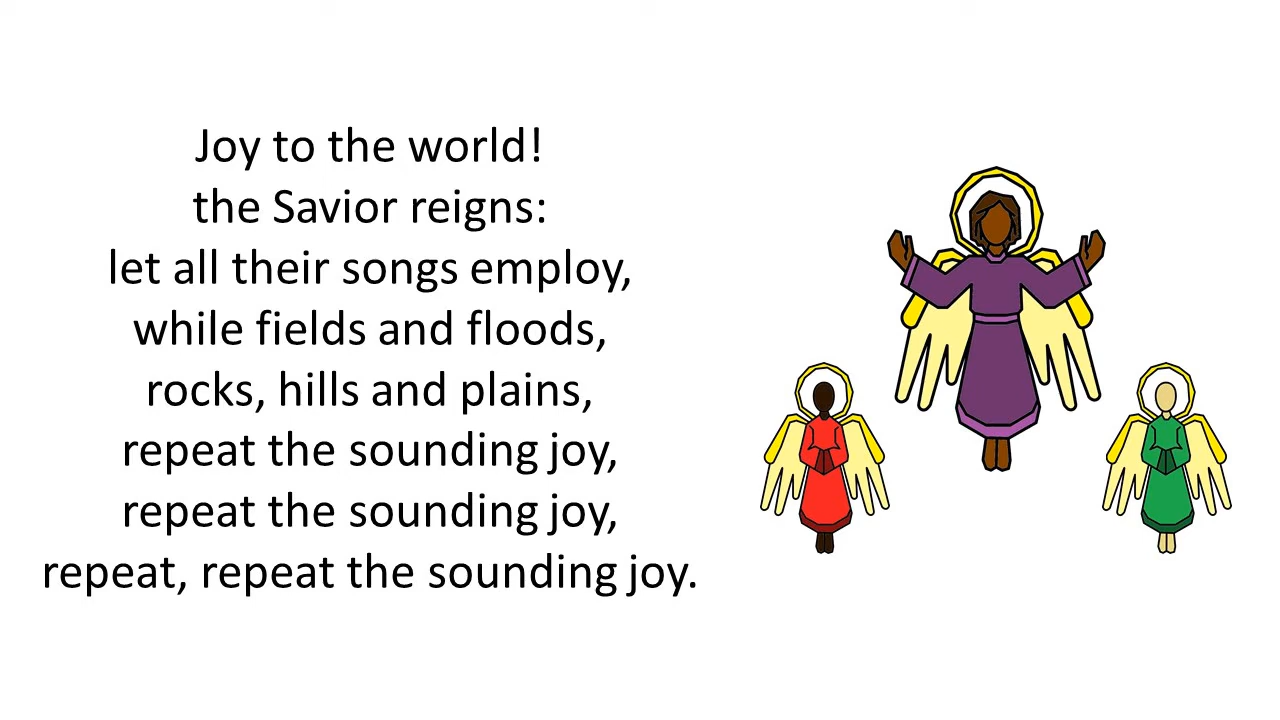 Joy to the world!
the Savior reigns:
let all their songs employ,
while fields and floods,
rocks, hills and plains,
repeat the sounding joy,
repeat the sounding joy,
repeat, repeat the sounding joy.